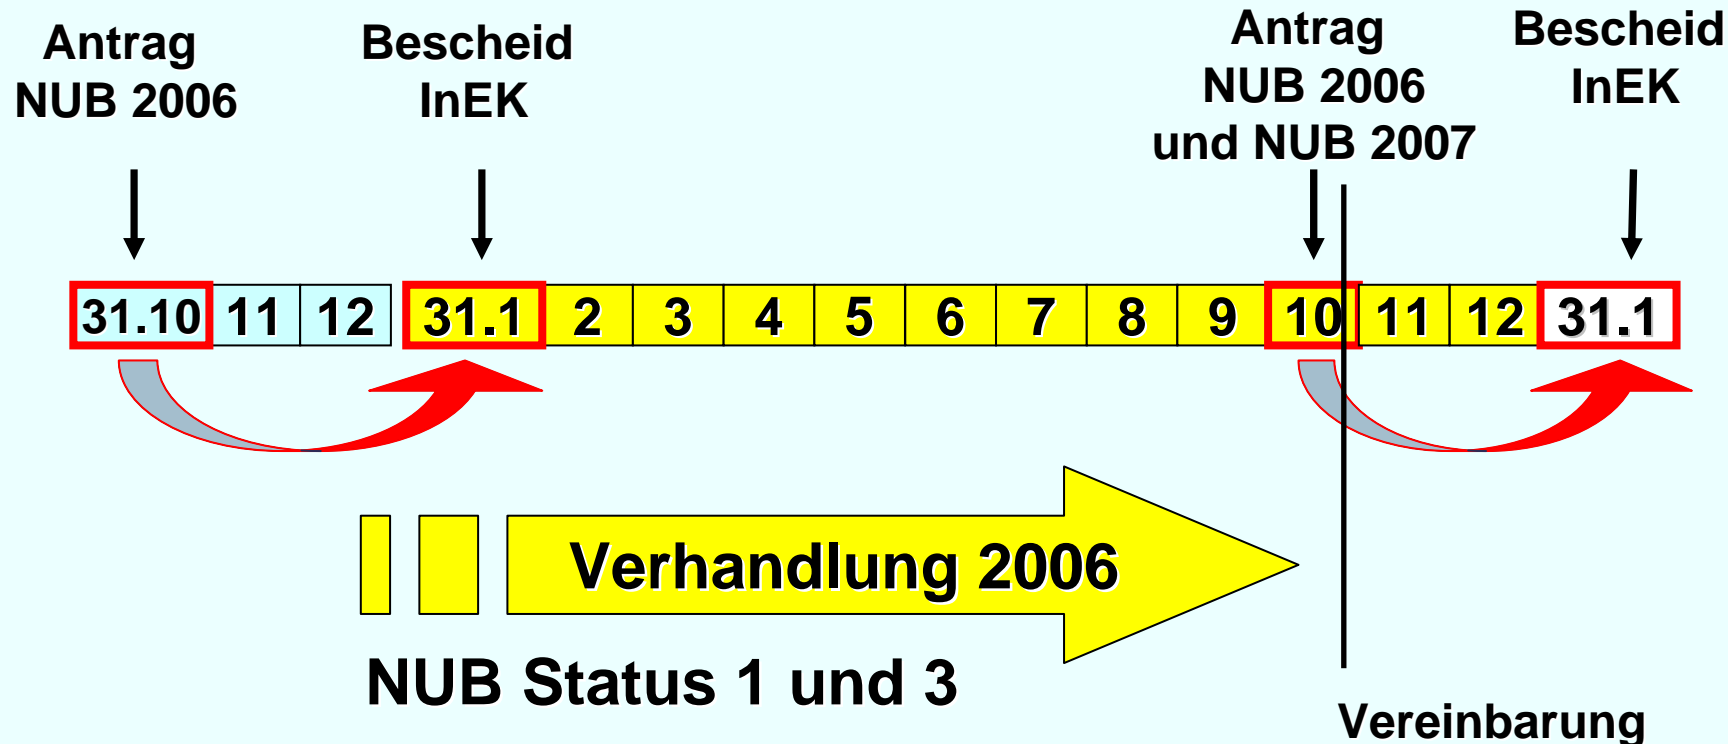 Antrag
NUB 2006
Bescheid
InEK
Antrag
NUB 2006
und NUB 2007
Bescheid
InEK
31.10 11 12 31.1 2 3 4 5 6 7 8 9 10 11 12 31.1
Verhandlung 2006
NUB Status 1 und 3
Vereinbarung